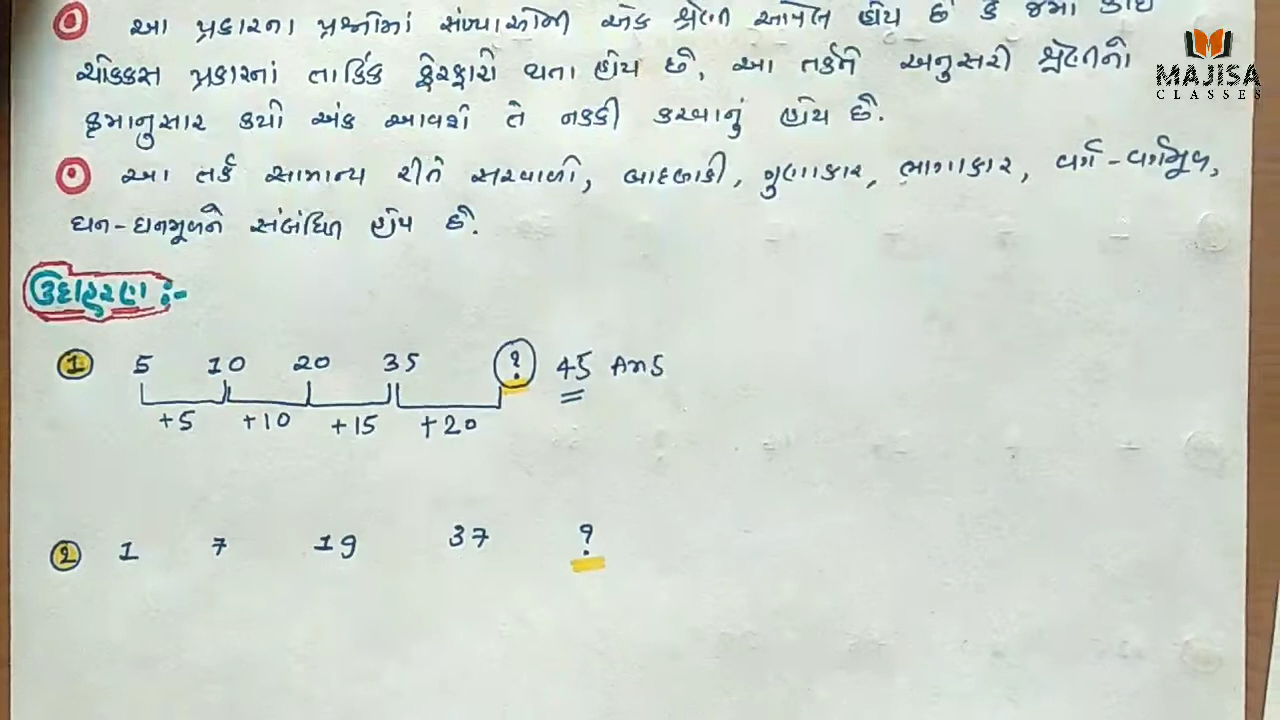 આ પ્રકારના પ્રશ્નોમાં સંખ્યાઓની એક શ્રેણી આપેલ હોય છે કે જેમાં કોઇ
ચોક્કસ પ્રકારનાં તાર્કિક ફેરફારો થતા હોય છે, આ તર્કને અનુસરી શ્રેણીનો
ક્રમાનુસાર કયો અંક આવશે તે નક્કી કરવાનું હોય છે.
આ તર્ક સામાન્ય રીતે સરવાળા, બાદબાકી, ગુણાકાર, ભાગાકાર, વર્ગ-વર્ગમૂળ,
ઘન-ઘનમૂળને સંબંધિત હોય છે.
ઉદાહરણ :-
1 5 10 20 35 ? 45 Ans
+5 +10 +15 +20
2 1 7 19 37 ?
MAJISA
CLASSES